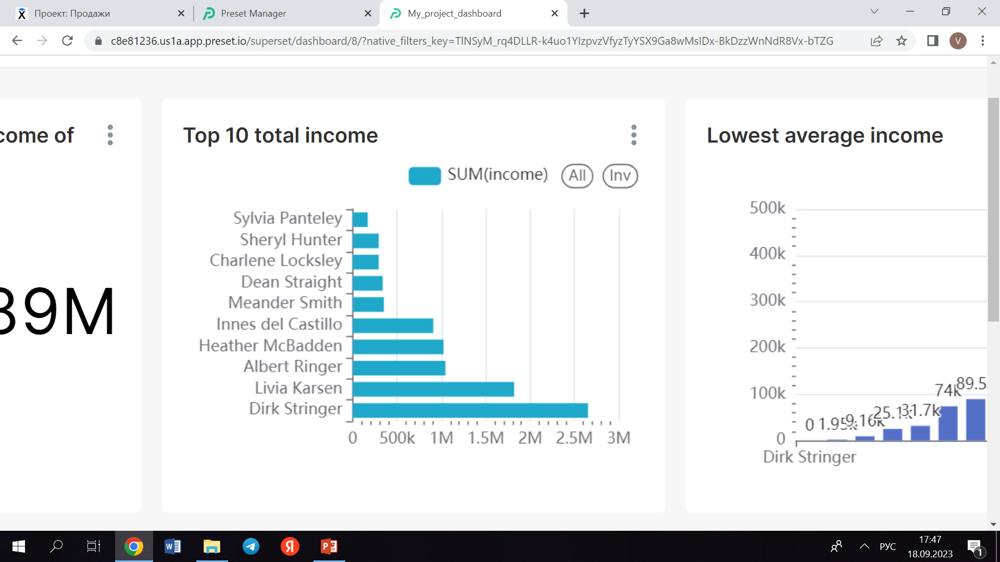 Проект: Продажи
Preset Manager
My_project_dashboard
c8e81236.us1a.app.preset.io/superset/dashboard/8/?native_filters_key=TlNSyM_rq4DLLR-k4uo1YIzpvzVfyzTyYSX9Ga8wMsIDx-BkDzzWnNdR8Vx-bTZG
V
come of
39M
Top 10 total income
SUM(income) All Inv
Sylvia Panteley
Sheryl Hunter
Charlene Locksley
Dean Straight
Meander Smith
Innes del Castillo
Heather McBadden
Albert Ringer
Livia Karsen
Dirk Stringer
0 500k 1M 1.5M 2M 2.5M 3M
Lowest average income
500k
400k
300k
200k
100k
0
0 1.95k 9.16k 25.1k 31.7k 74k 89.5
Dirk Stringer
РУС
17:47
18.09.2023
1